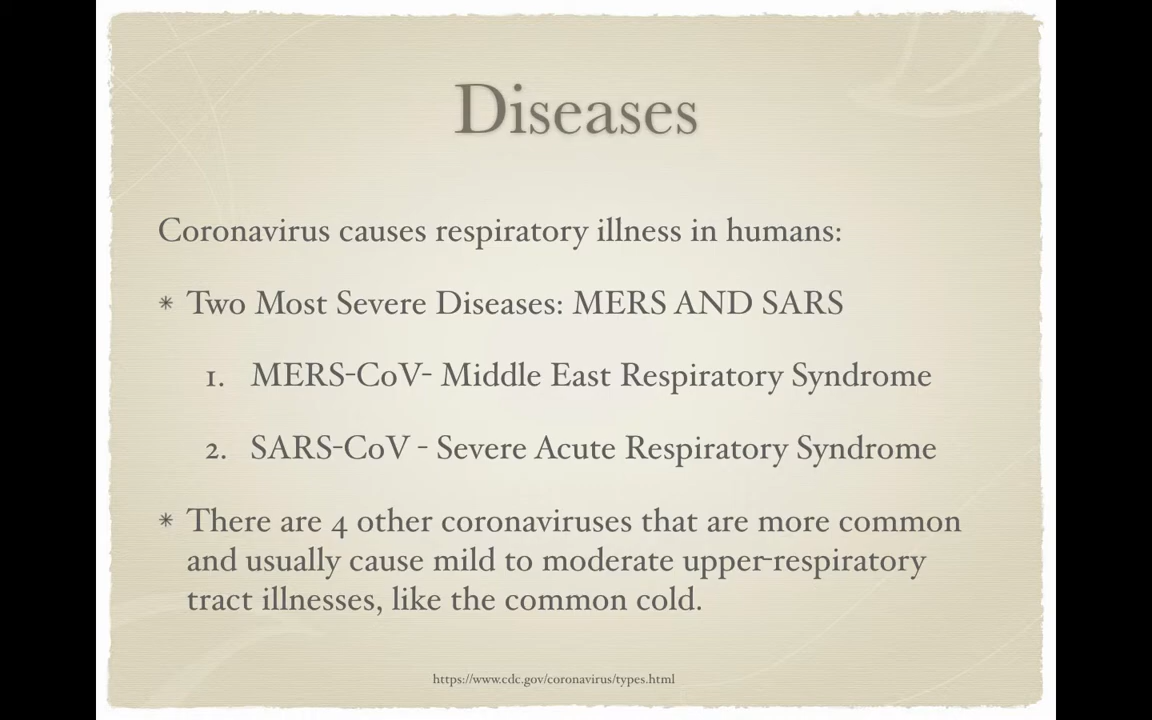 Diseases
Coronavirus causes respiratory illness in humans:
* Two Most Severe Diseases: MERS AND SARS
1. MERS-CoV- Middle East Respiratory Syndrome
2. SARS-CoV - Severe Acute Respiratory Syndrome
* There are 4 other coronaviruses that are more common
and usually cause mild to moderate upper-respiratory
tract illnesses, like the common cold.
https://www.cdc.gov/coronavirus/types.html